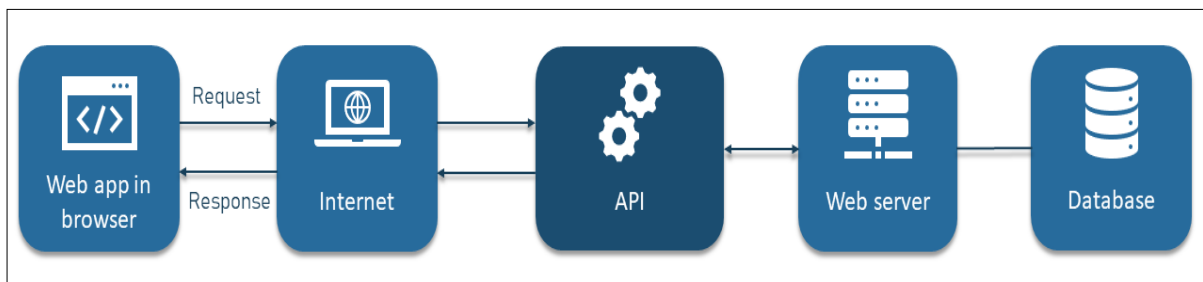 Request
</>
Web app in
browser
Response
Internet
API
Web server
Database